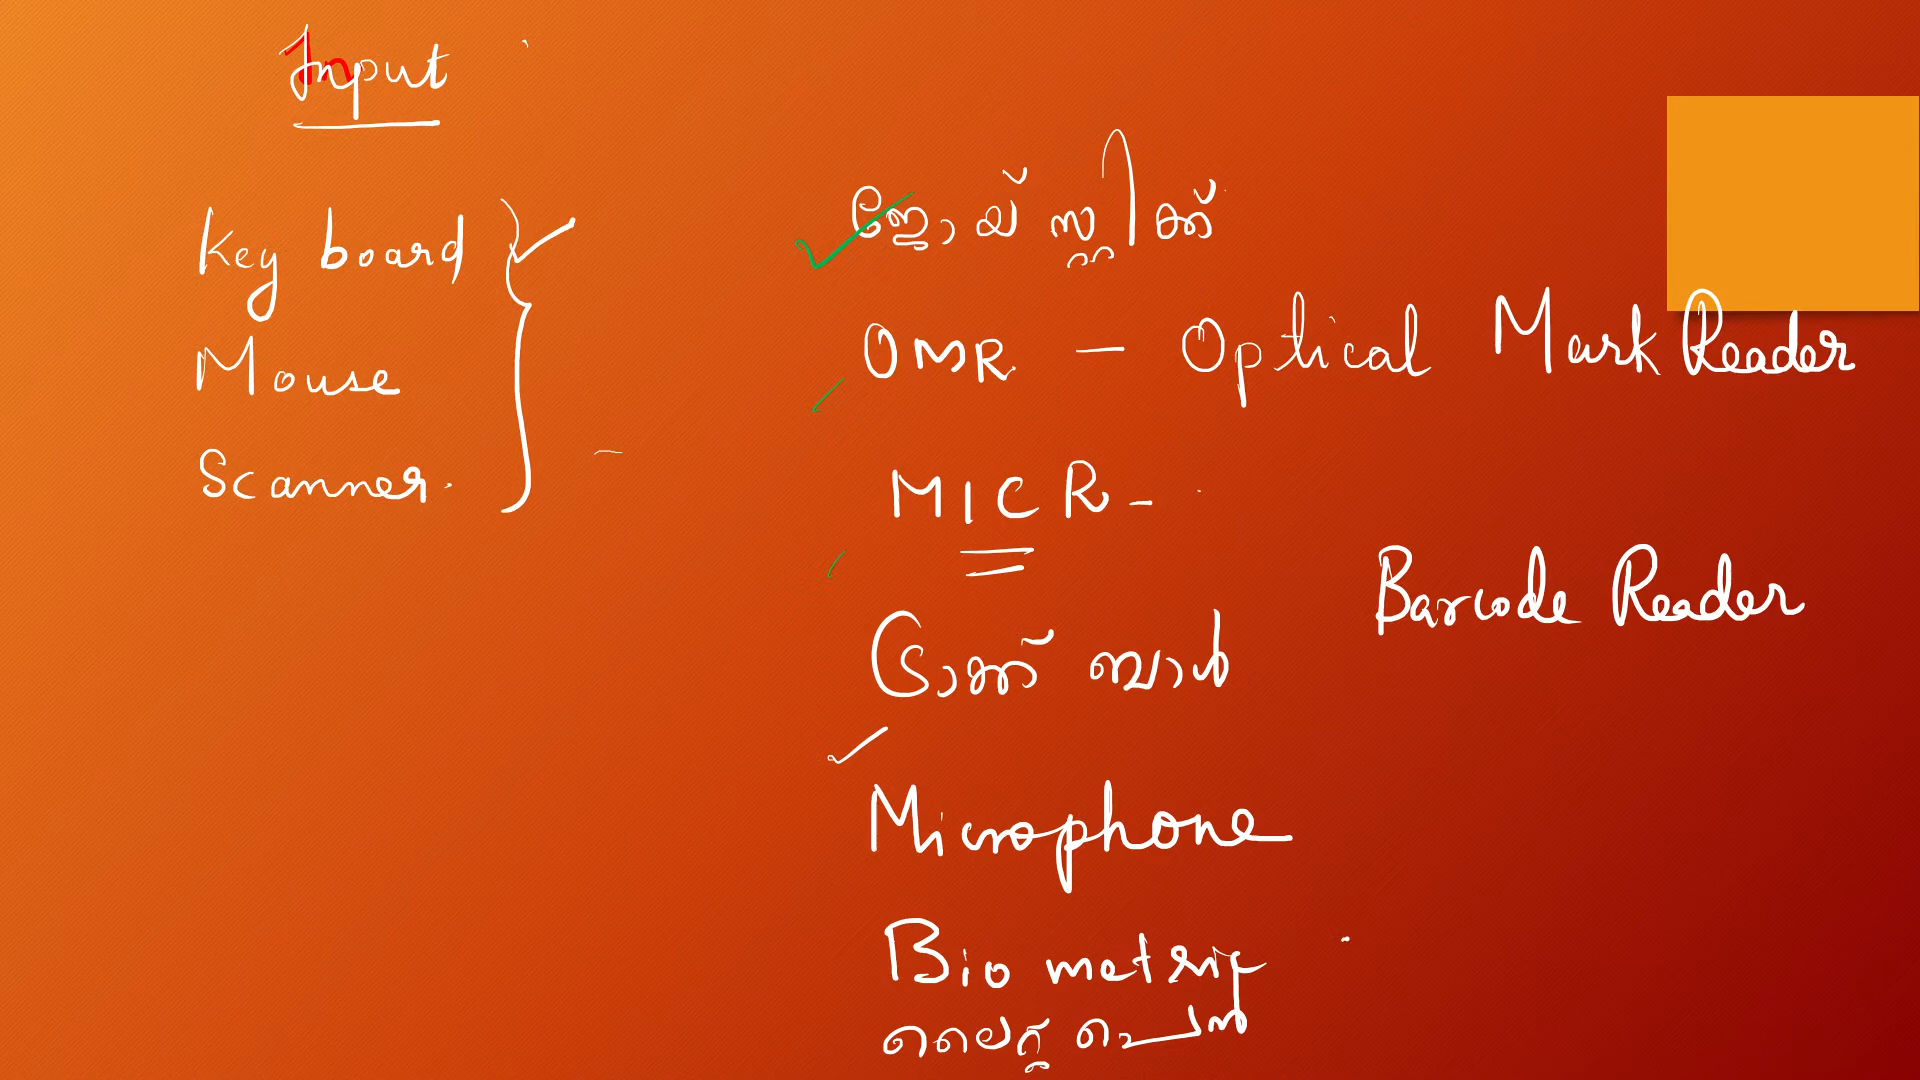 Input
Key board
Mouse
Scanner.
ജോയ് സ്റ്റിക്ക്
OMR - Optical Mark Reader
MICR -
Barcode Reader
ട്രാക്ക് ബാൾ
Microphone
Bio metric
ലൈറ്റ് പെൻ